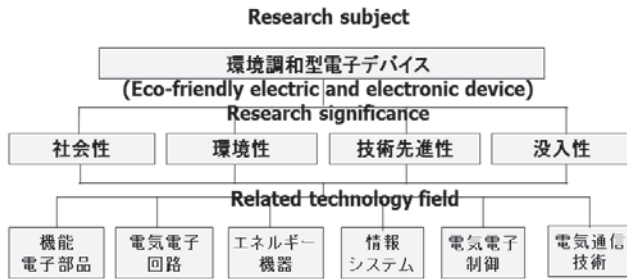 Research subject
環境調和型電子デバイス
(Eco-friendly electric and electronic device)
Research significance
社会性 環境性 技術先進性 没入性
Related technology field
機能 電気電子 エネルギー 情報 電気電子 電気通信
電子部品 回路 機器 システム 制御 技術